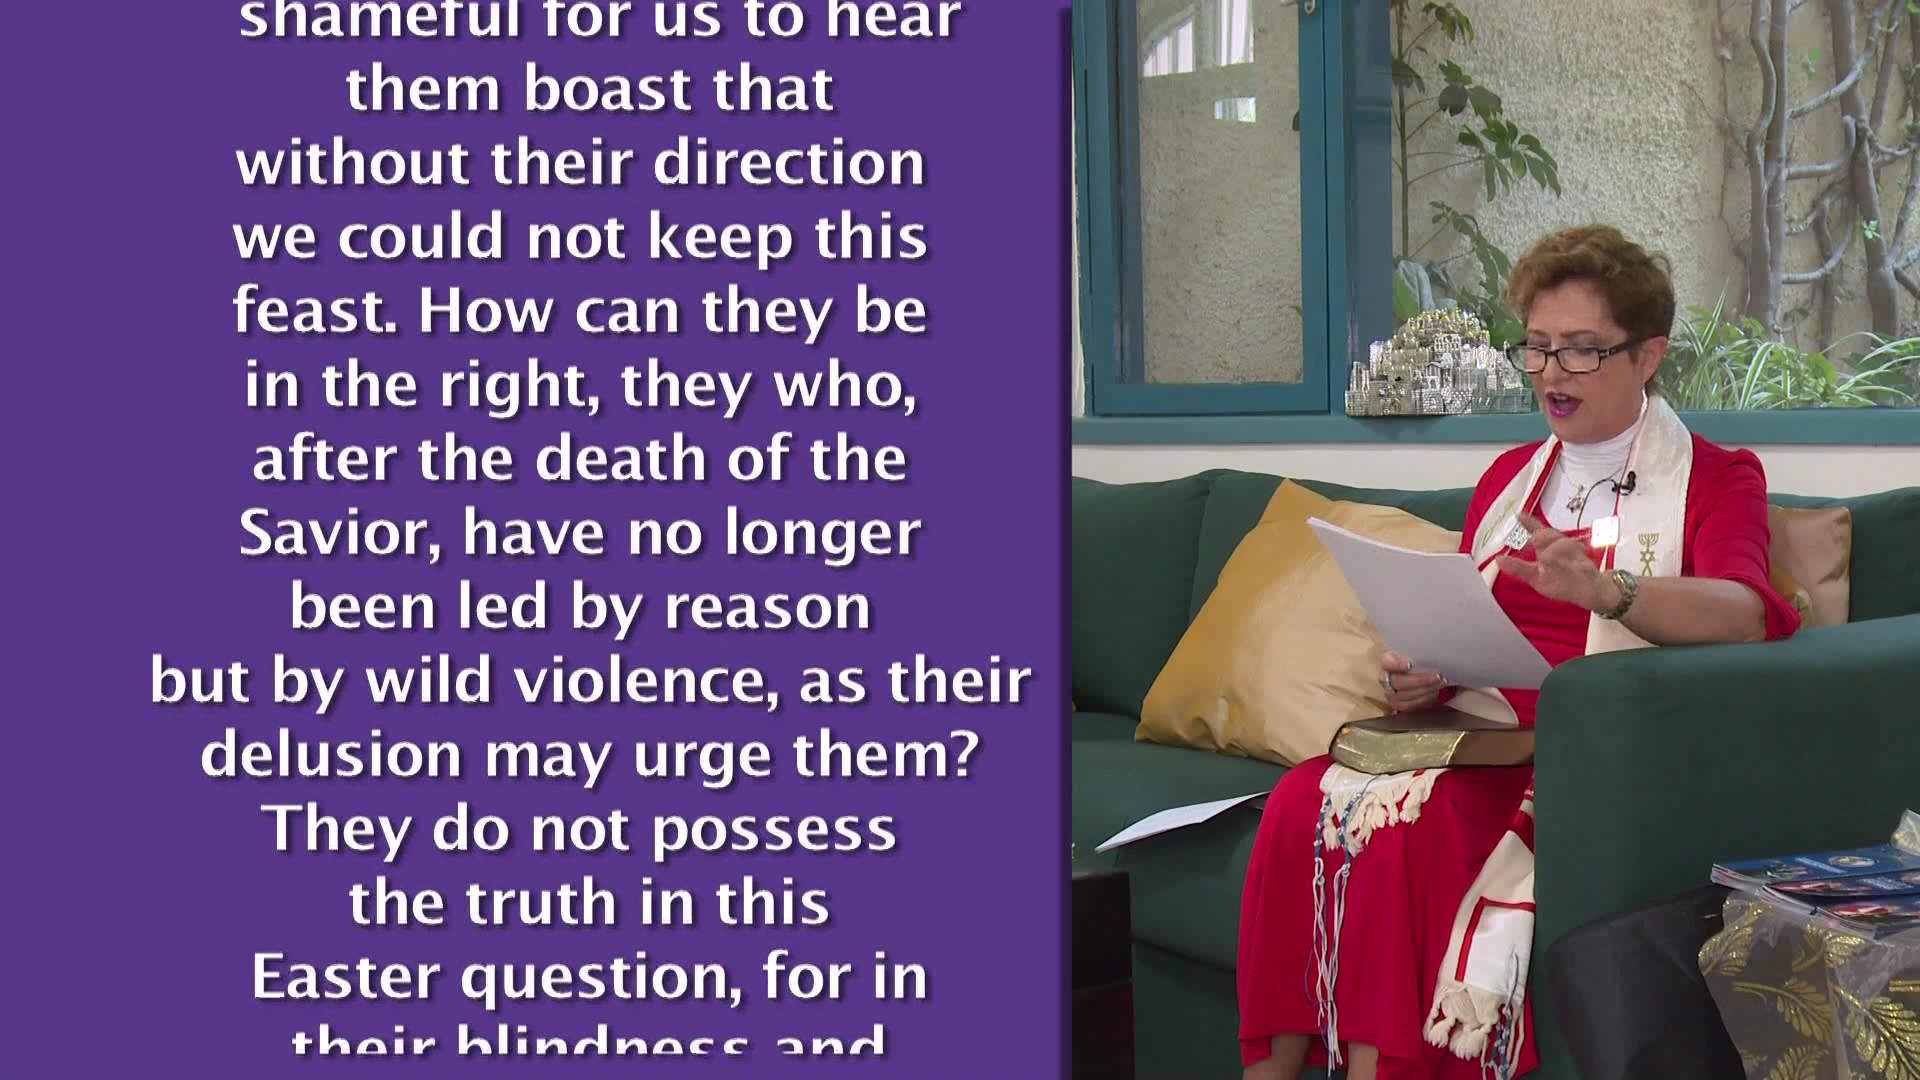 shameful for us to hear
them boast that
without their direction
we could not keep this
feast. How can they be
in the right, they who,
after the death of the
Savior, have no longer
been led by reason
but by wild violence, as their
delusion may urge them?
They do not possess
the truth in this
Easter question, for in
their blindness and